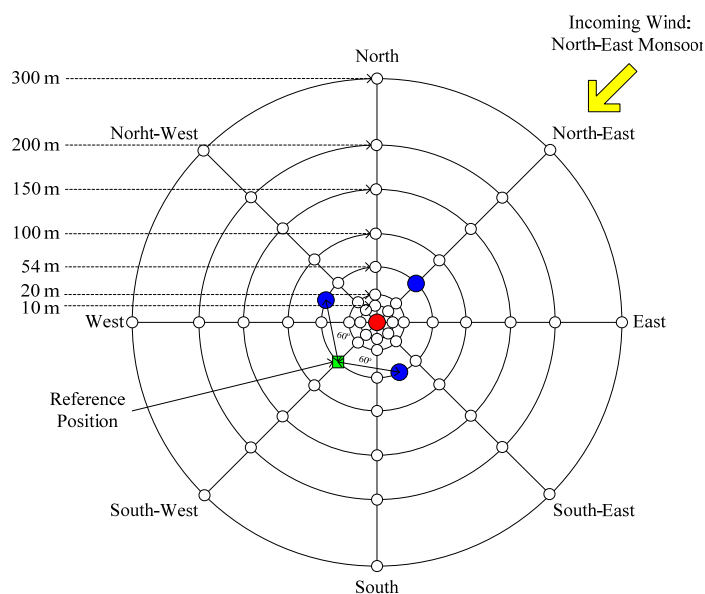 Incoming Wind:
North-East Monsoon
North
300 m
Norht-West
North-East
200 m
150 m
100 m
54 m
20 m
10 m
West
East
60°
60°
Reference
Position
South-West
South-East
South